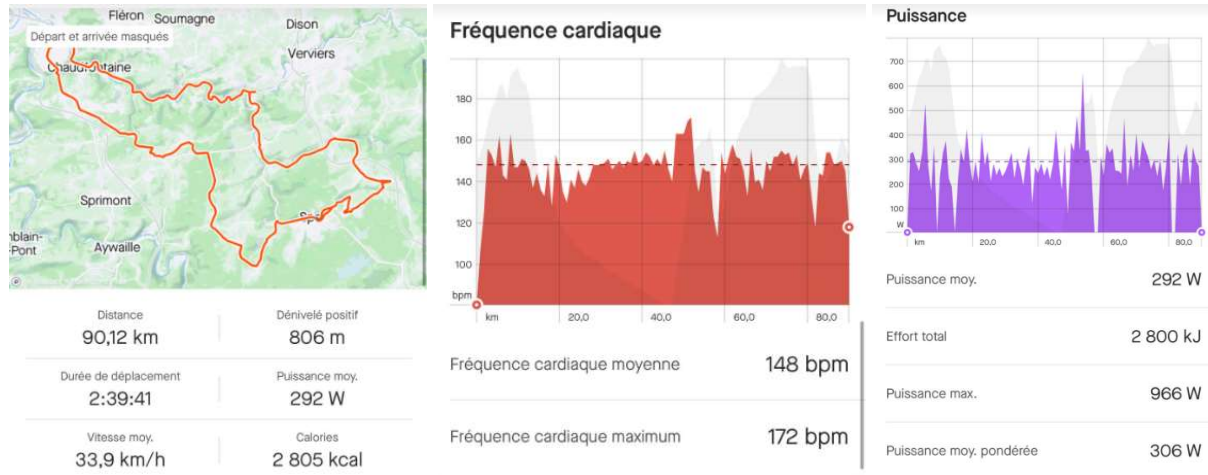 Fléron
Soumagne
Dison
Départ et arrivée masqués
Verviers
Chaudfontaine
Sprimont
Aywaille
Distance
Dénivelé positif
90,12 km
806 m
Durée de déplacement
Puissance moy.
2:39:41
292 W
Vitesse moy.
Calories
33,9 km/h
2 805 kcal
Fréquence cardiaque
180
160
140
120
100
bpm
km
20,0
40,0
60,0
80,0
Fréquence cardiaque moyenne
148 bpm
Fréquence cardiaque maximum
172 bpm
Puissance
700
600
500
400
300
200
100
W
km
20,0
40,0
60,0
80,0
Puissance moy.
292 W
Effort total
2 800 kJ
Puissance max.
966 W
Puissance moy. pondérée
306 W